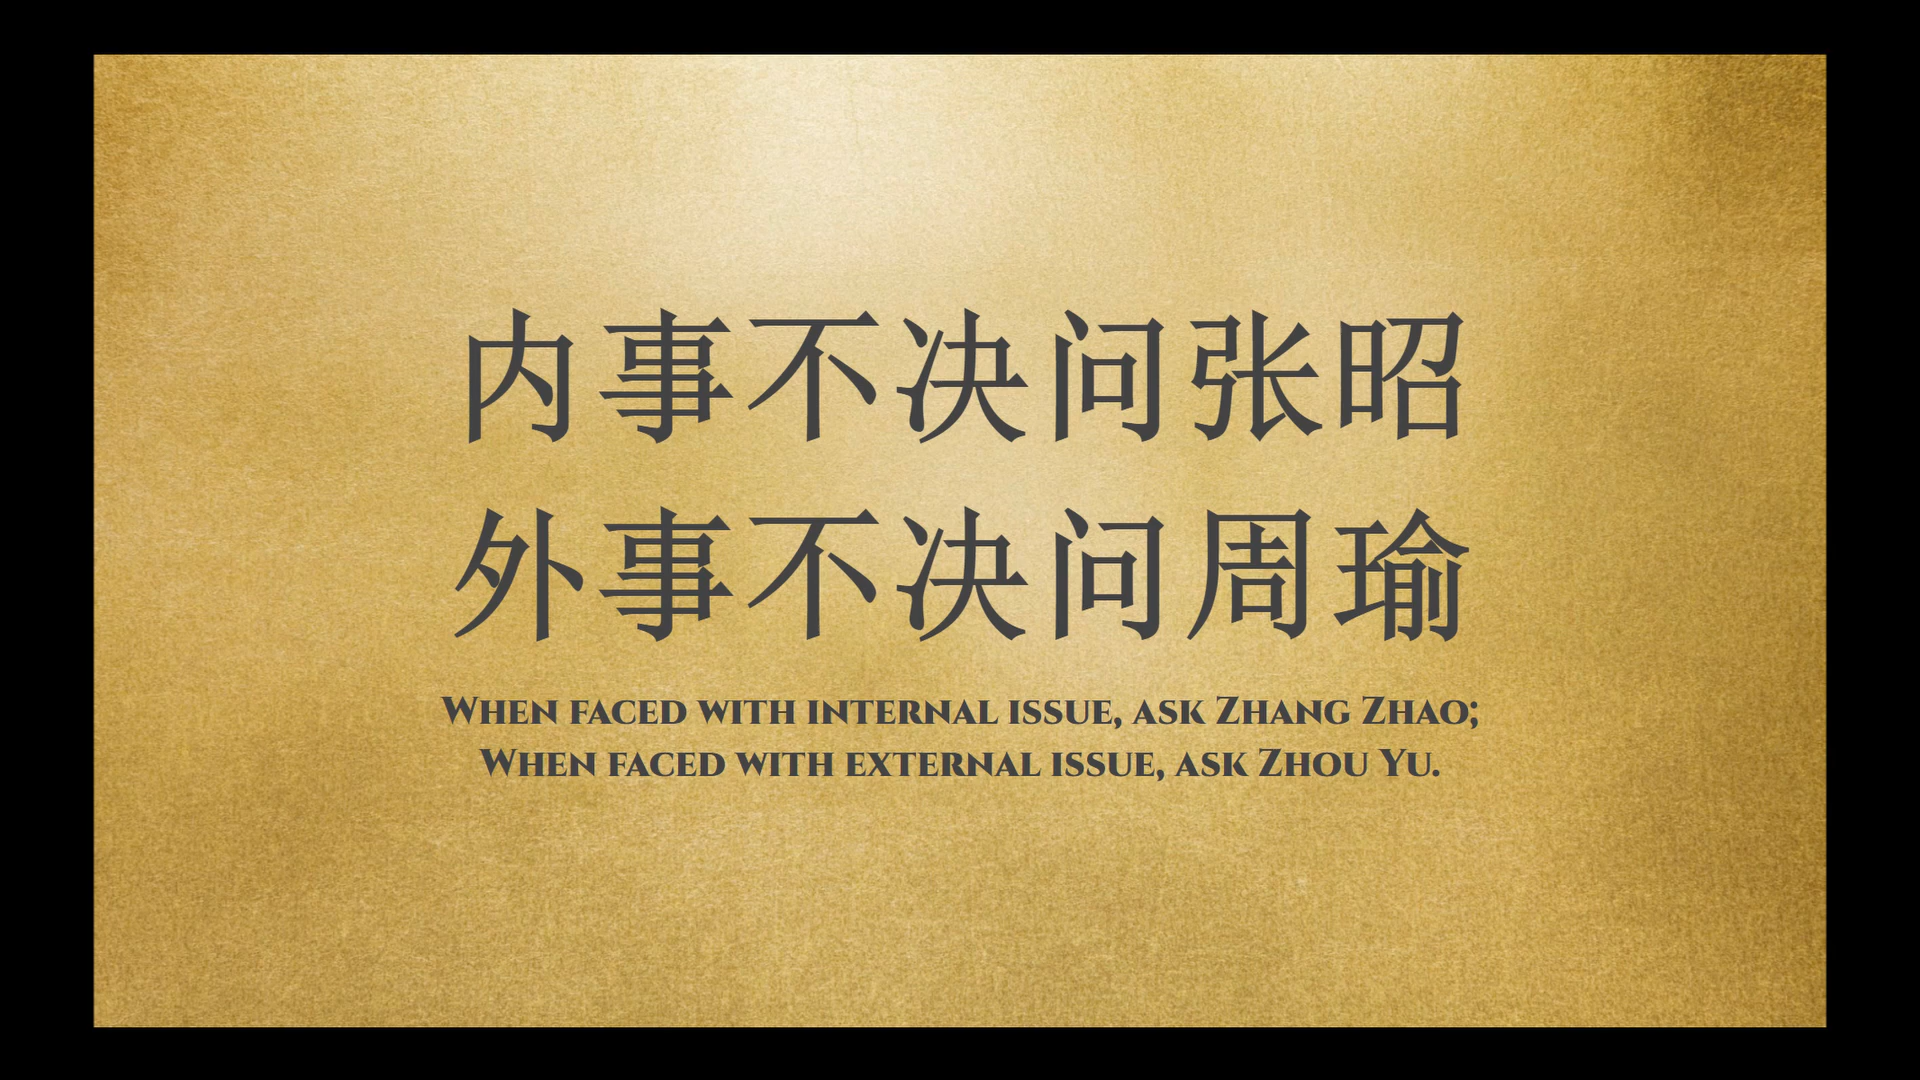 内事不决问张昭
外事不决问周瑜
When faced with internal issue, ask Zhang Zhao;
When faced with external issue, ask Zhou Yu.